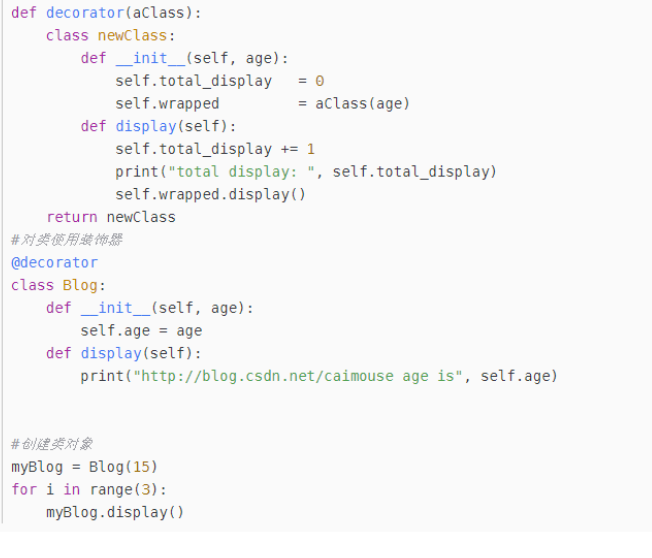 def decorator(aClass):
    class newClass:
        def __init__(self, age):
            self.total_display   = 0
            self.wrapped         = aClass(age)
        def display(self):
            self.total_display += 1
            print("total display: ", self.total_display)
            self.wrapped.display()
    return newClass
#对类使用装饰器
@decorator
class Blog:
    def __init__(self, age):
        self.age = age
    def display(self):
        print("http://blog.csdn.net/caimouse age is", self.age)
#创建类对象
myBlog = Blog(15)
for i in range(3):
    myBlog.display()